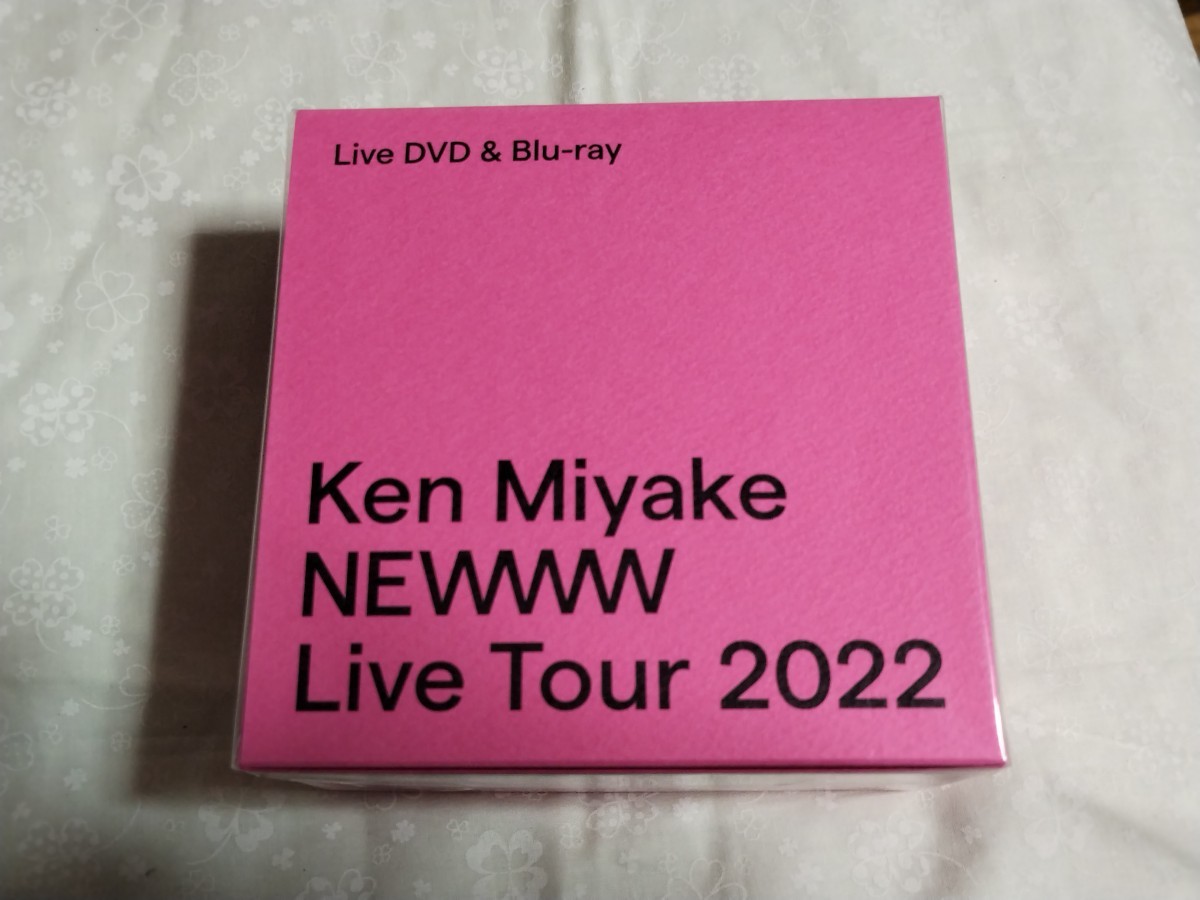 Live DVD & Blu-ray
Ken Miyake
NEWWW
Live Tour 2022